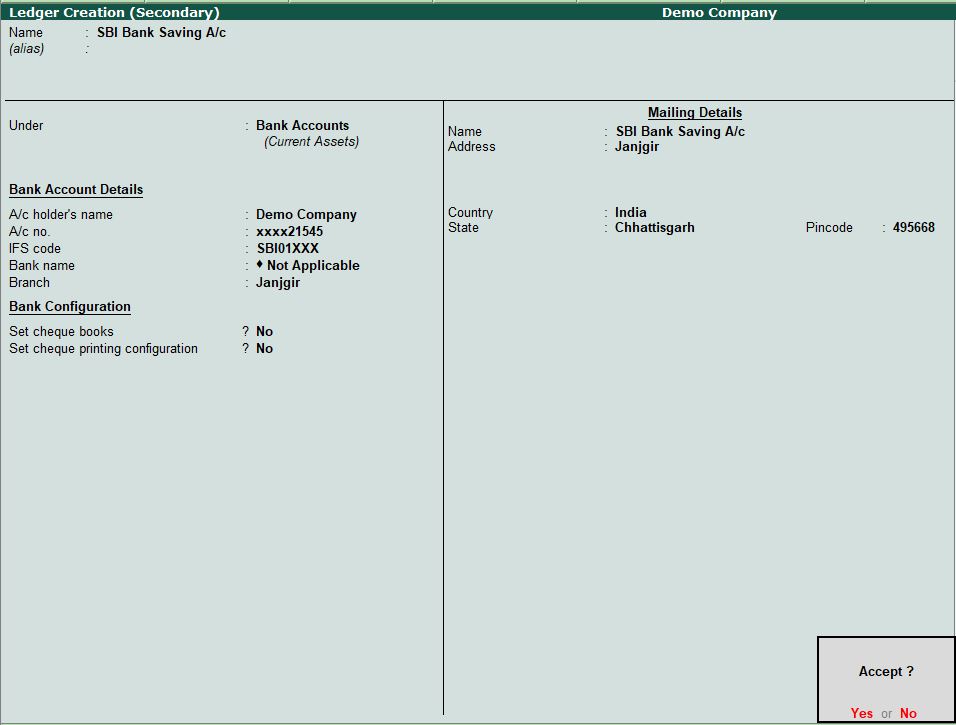 Ledger Creation (Secondary) Demo Company
Name : SBI Bank Saving A/c
(alias) :
Under : Bank Accounts
(Current Assets)
Bank Account Details
A/c holder's name : Demo Company
A/c no. : xxxx21545
IFS code : SBI01XXX
Bank name : ♦ Not Applicable
Branch : Janjgir
Bank Configuration
Set cheque books ? No
Set cheque printing configuration ? No
Mailing Details
Name : SBI Bank Saving A/c
Address : Janjgir
Country : India
State : Chhattisgarh Pincode : 495668
Accept ?
Yes or No